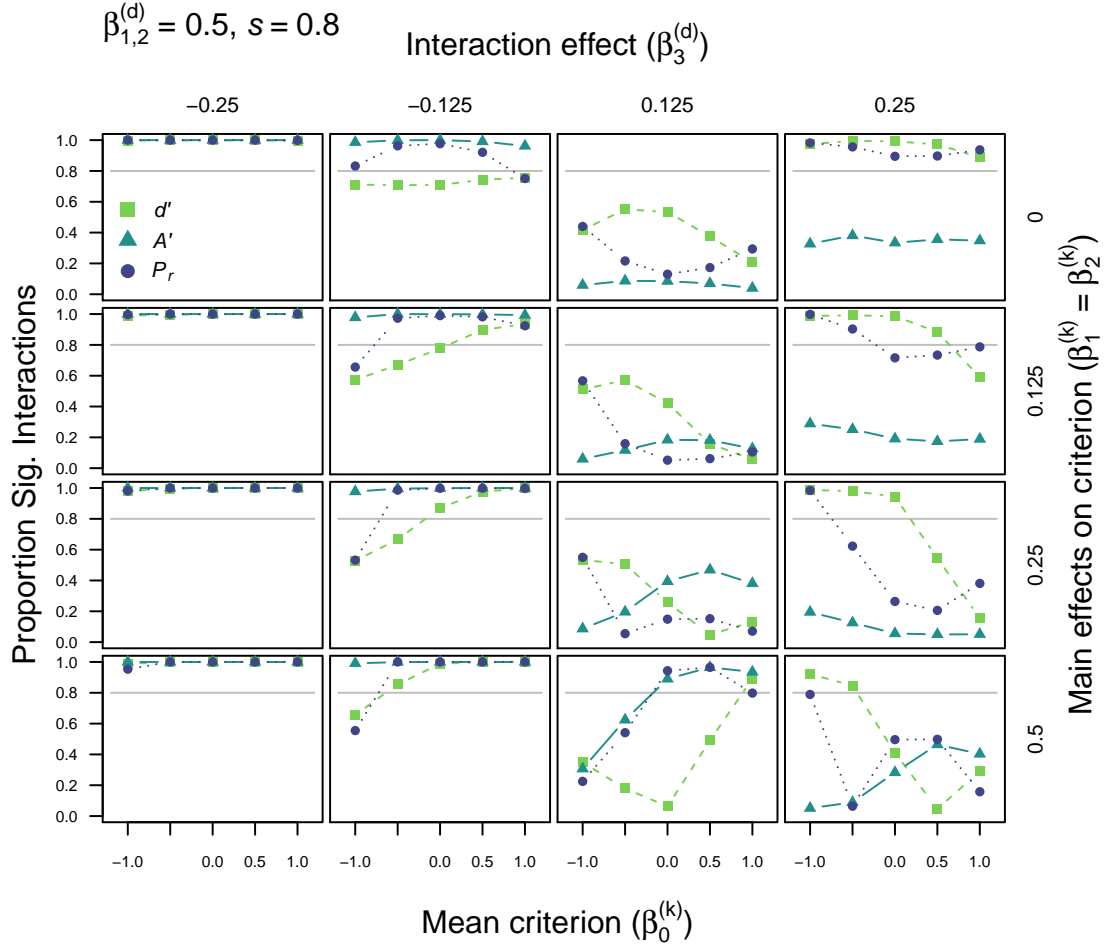 β₁,₂⁽ᵈ⁾ = 0.5, s = 0.8
Interaction effect (β₃⁽ᵈ⁾)
−0.25 −0.125 0.125 0.25
1.0
0.8
0.6
0.4
0.2
0.0
d′
A′
Pᵣ
0
1.0
0.8
0.6
0.4
0.2
0.0
0.125
1.0
0.8
0.6
0.4
0.2
0.0
0.25
1.0
0.8
0.6
0.4
0.2
0.0
0.5
Proportion Sig. Interactions
Main effects on criterion (β₁⁽ᵏ⁾ = β₂⁽ᵏ⁾)
−1.0 0.0 0.5 1.0 −1.0 0.0 0.5 1.0 −1.0 0.0 0.5 1.0 −1.0 0.0 0.5 1.0
Mean criterion (β₀⁽ᵏ⁾)